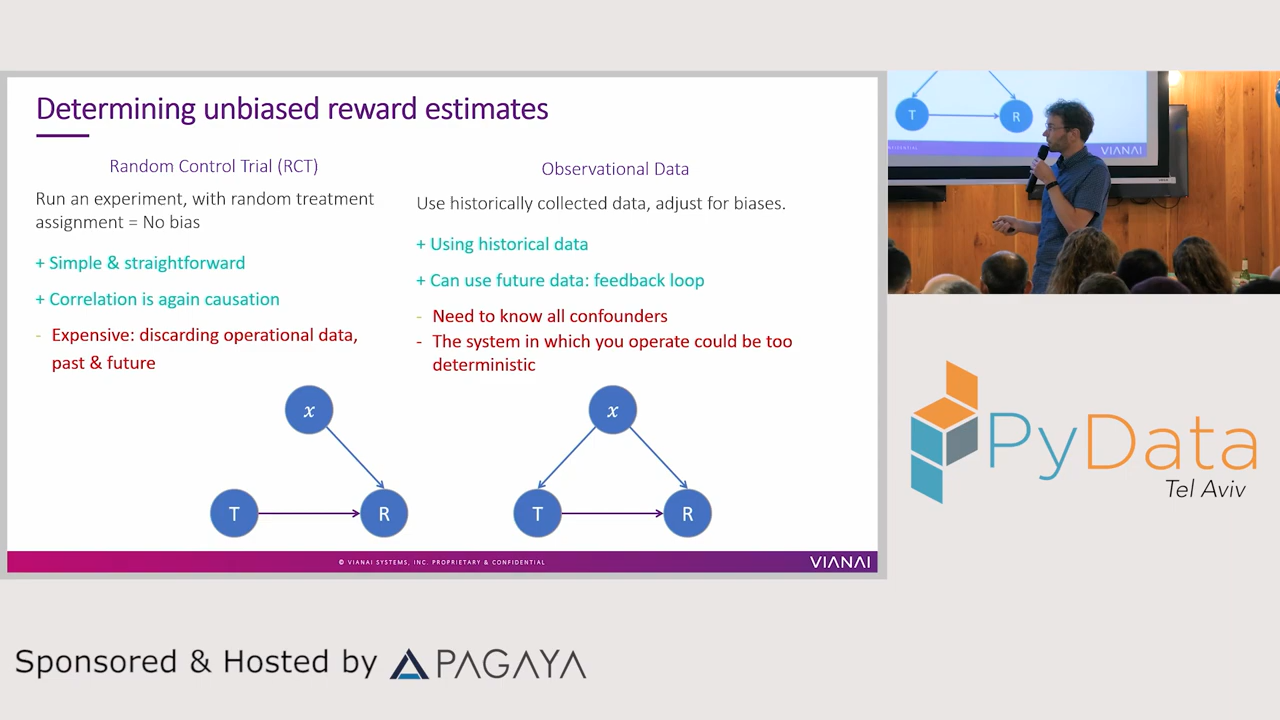 Determining unbiased reward estimates
Random Control Trial (RCT)
Run an experiment, with random treatment
assignment = No bias
+ Simple & straightforward
+ Correlation is again causation
- Expensive: discarding operational data,
past & future
x
T
R
Observational Data
Use historically collected data, adjust for biases.
+ Using historical data
+ Can use future data: feedback loop
- Need to know all confounders
- The system in which you operate could be too
deterministic
x
T
R
© VIANAI SYSTEMS, INC. PROPRIETARY & CONFIDENTIAL
VIANAI
T
R
CONFIDENTIAL
VIANAI
PyData
Tel Aviv
Sponsored & Hosted by PAGAYA